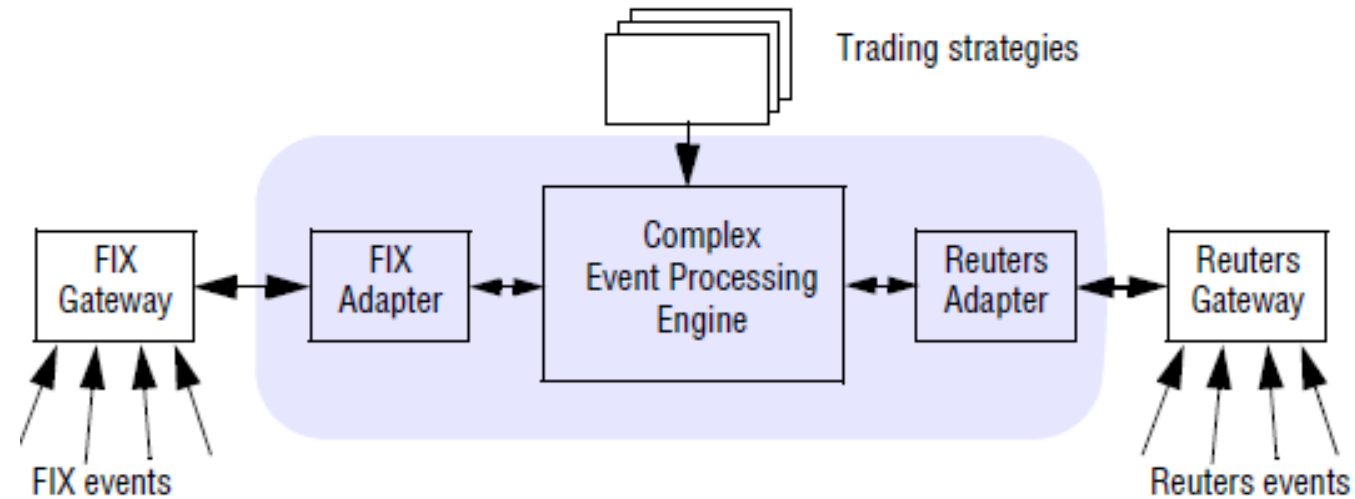 Trading strategies
FIX
Gateway
FIX
Adapter
Complex
Event Processing
Engine
Reuters
Adapter
Reuters
Gateway
FIX events
Reuters events